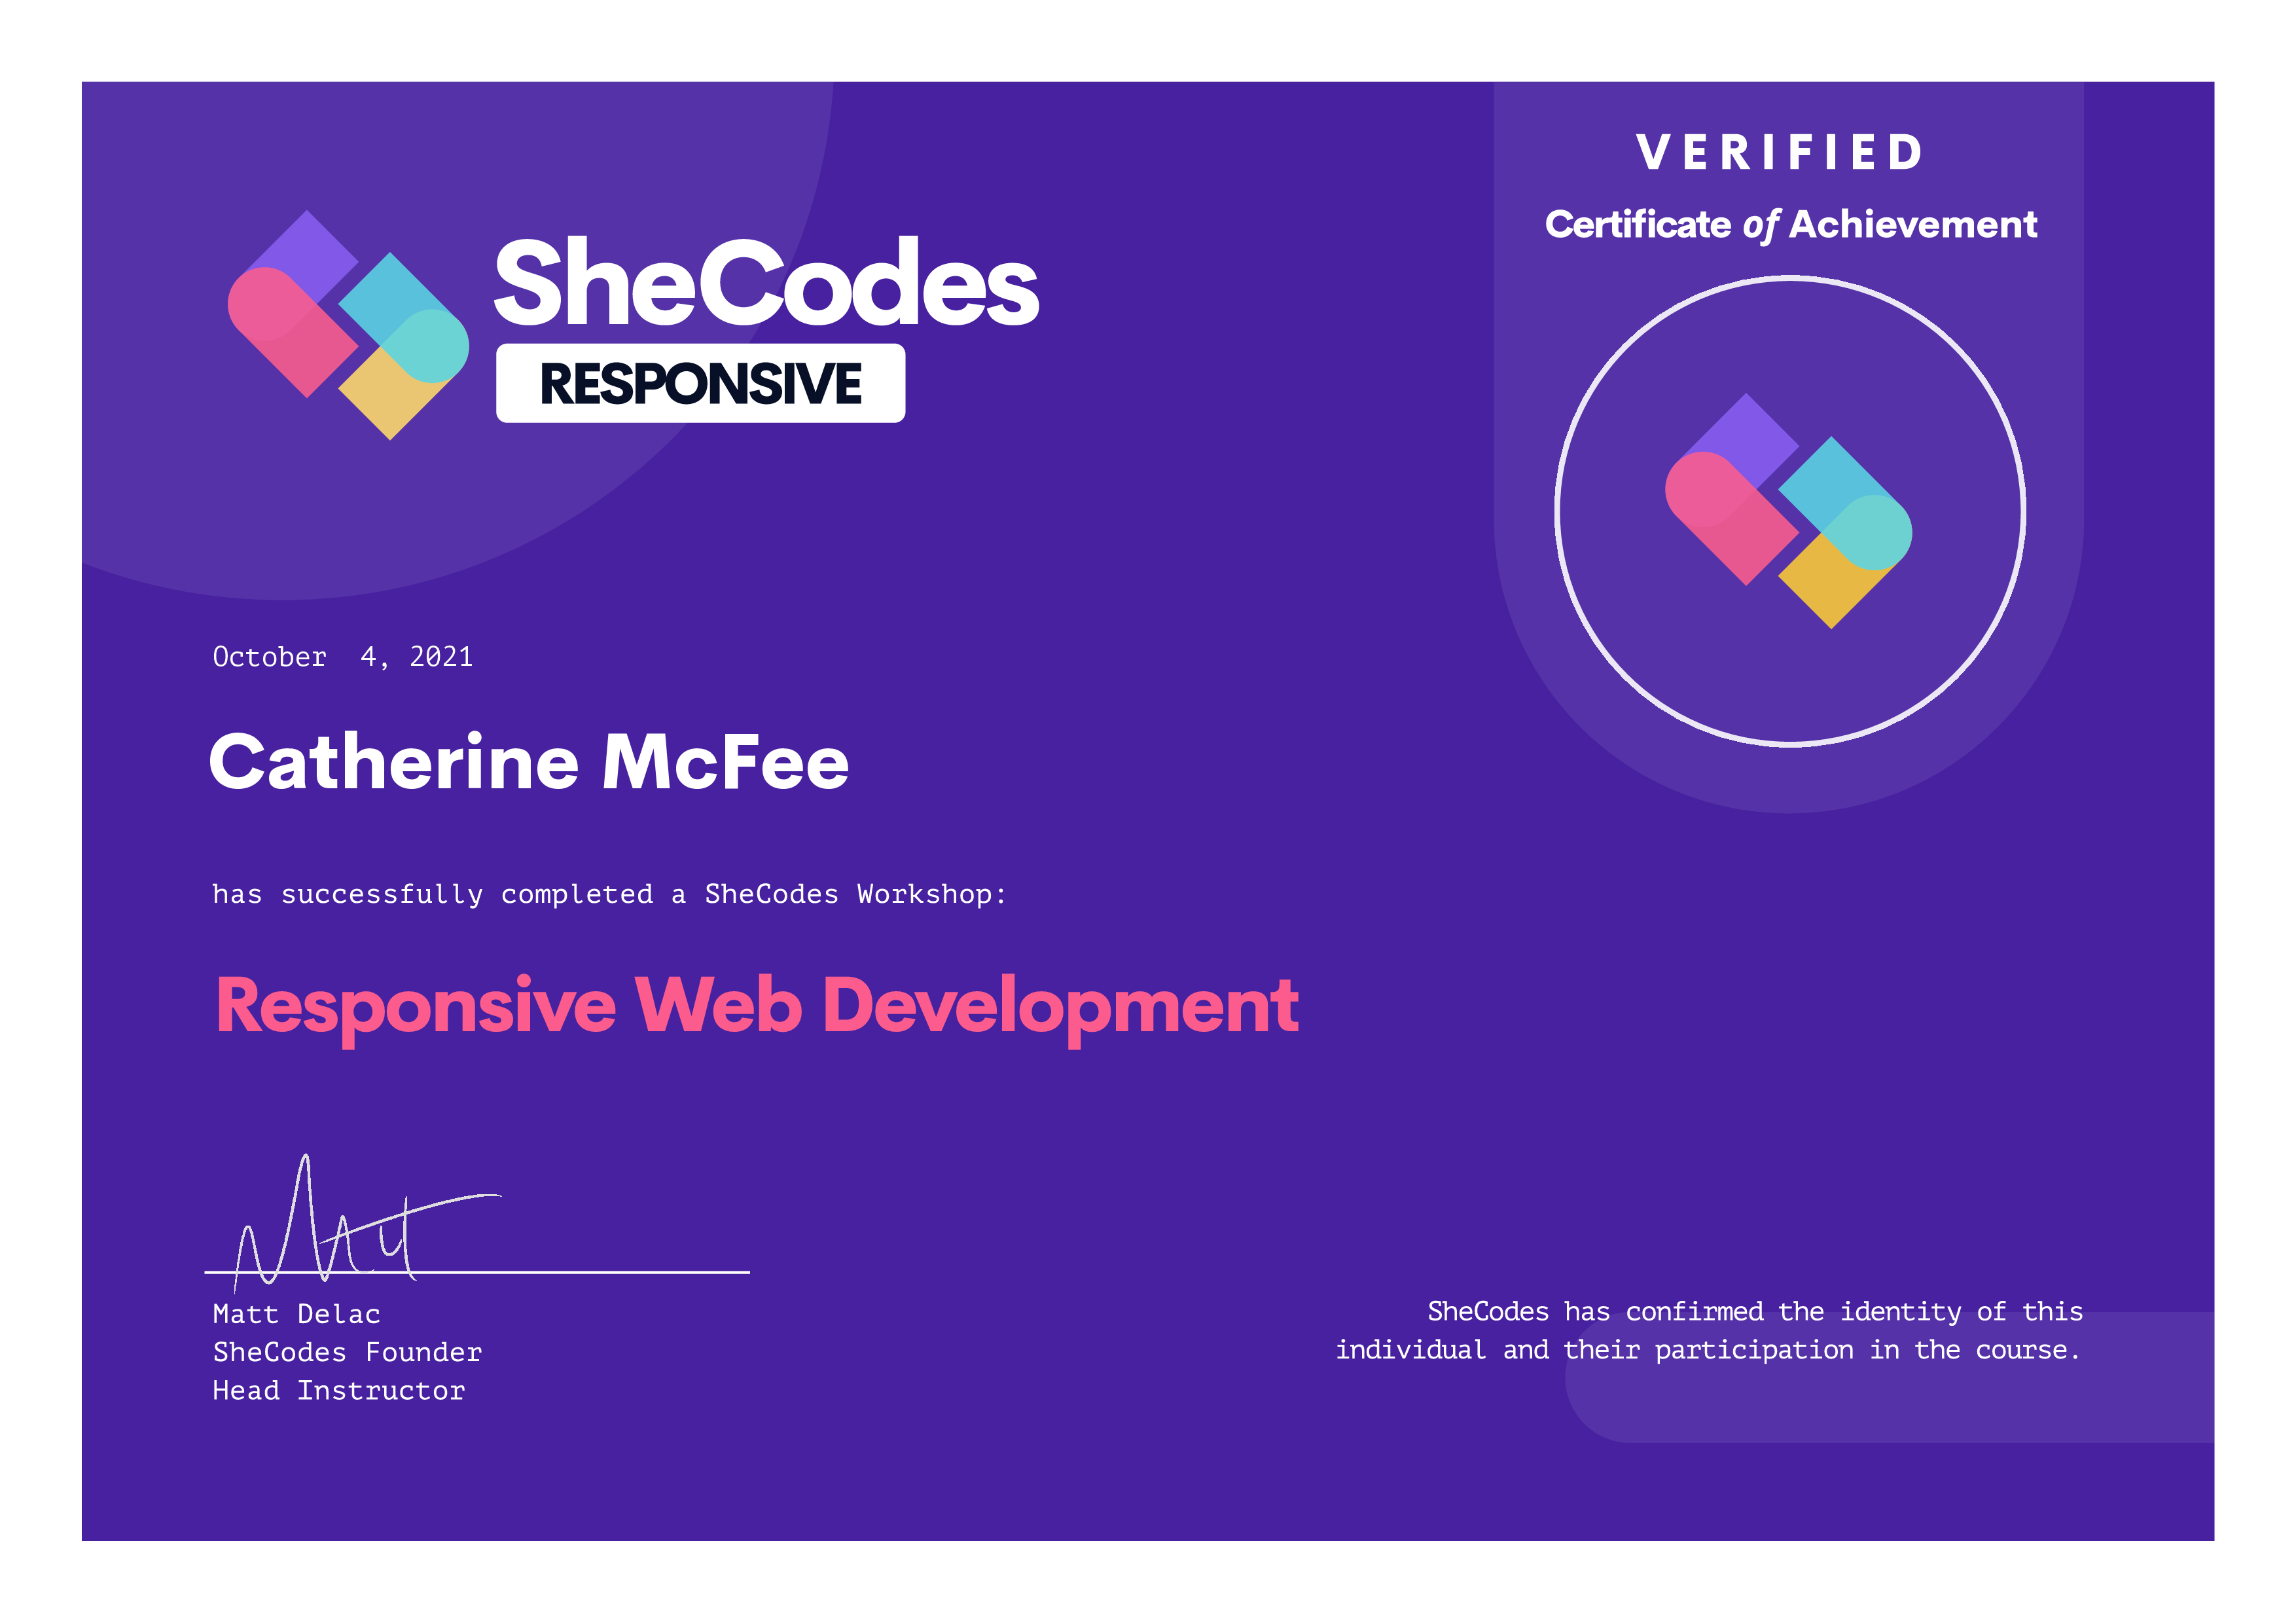 SheCodes
RESPONSIVE
VERIFIED
Certificate of Achievement
October 4, 2021
Catherine McFee
has successfully completed a SheCodes Workshop:
Responsive Web Development
Matt
Matt Delac
SheCodes Founder
Head Instructor
SheCodes has confirmed the identity of this
individual and their participation in the course.